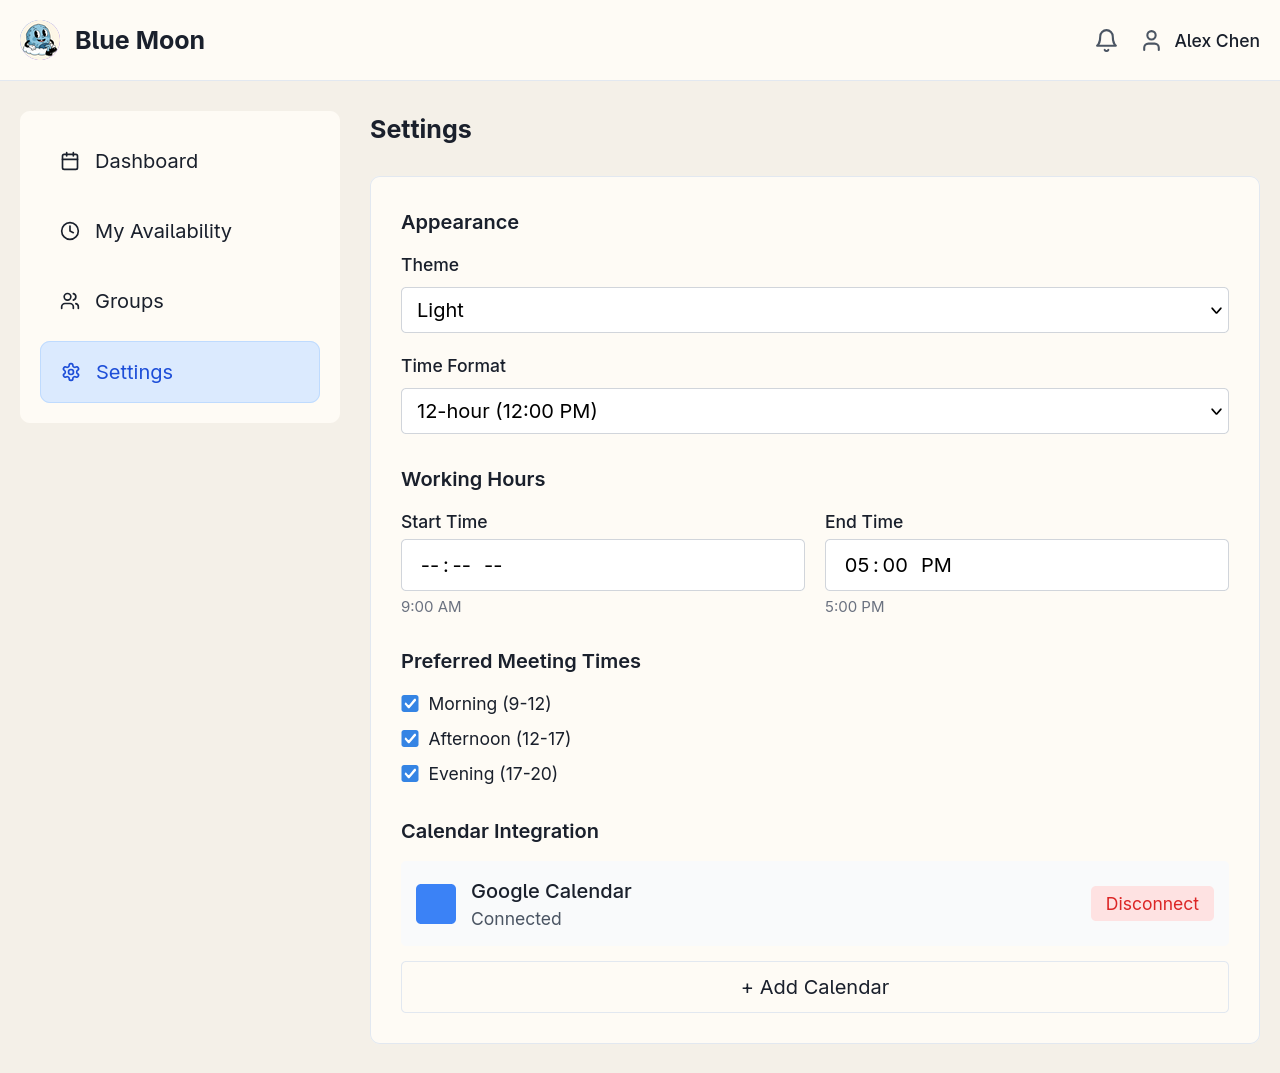 Blue Moon
Alex Chen
Dashboard
My Availability
Groups
Settings
Settings
Appearance
Theme
Light
Time Format
12-hour (12:00 PM)
Working Hours
Start Time
End Time
--:-- --
05:00 PM
9:00 AM
5:00 PM
Preferred Meeting Times
Morning (9-12)
Afternoon (12-17)
Evening (17-20)
Calendar Integration
Google Calendar
Connected
Disconnect
+ Add Calendar